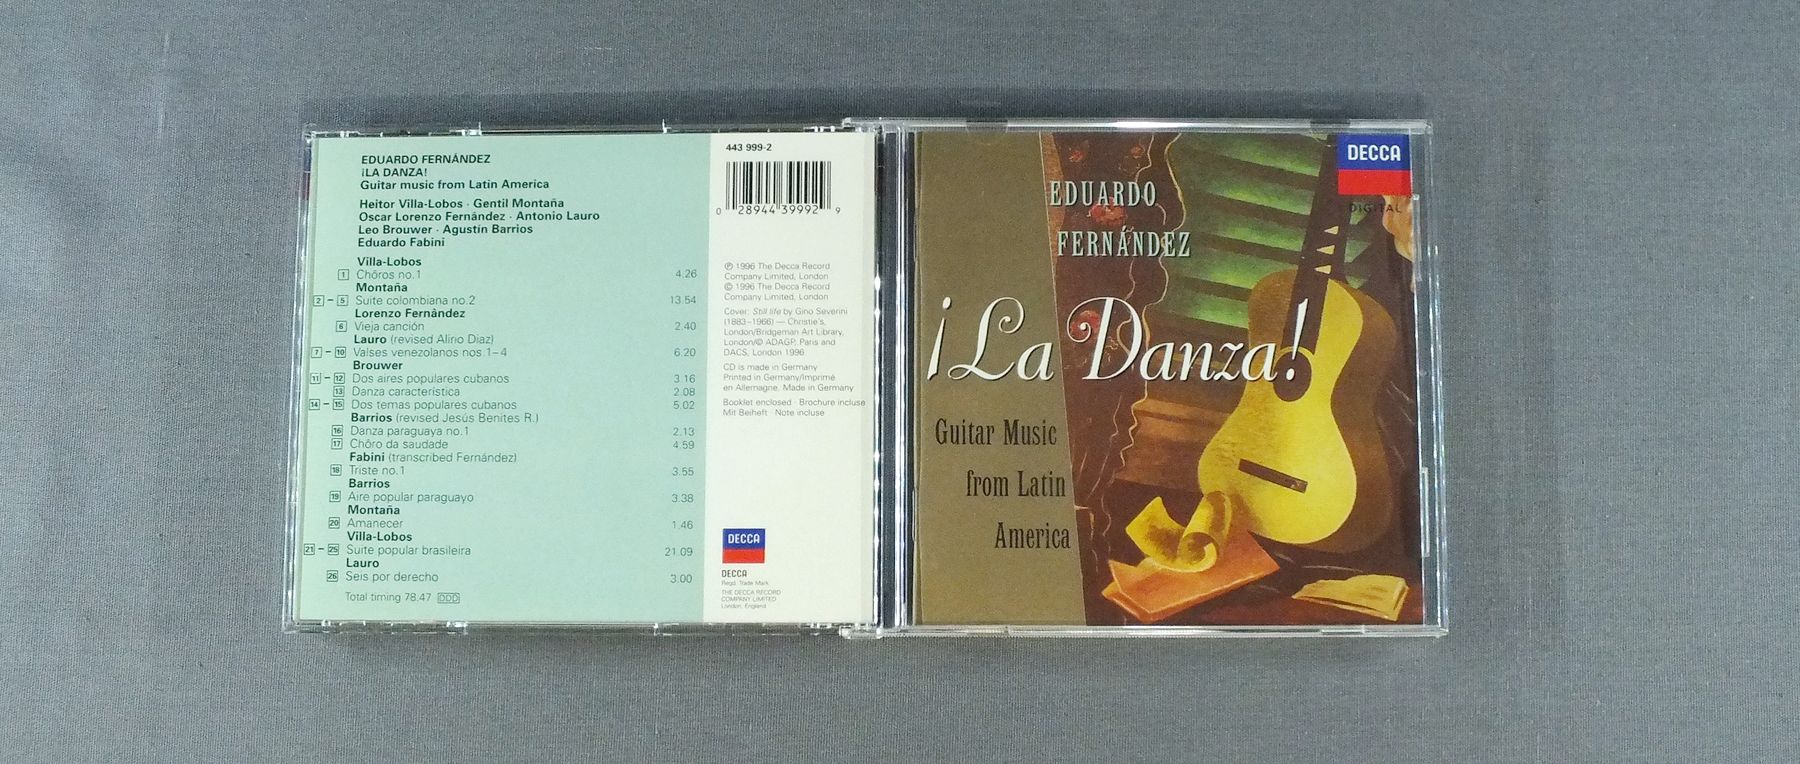 EDUARDO FERNÁNDEZ
¡LA DANZA!
Guitar music from Latin America
Heitor Villa-Lobos · Gentil Montaña
Oscar Lorenzo Fernández · Antonio Lauro
Leo Brouwer · Agustín Barrios
Eduardo Fabini
Villa-Lobos
1 Chôros no.1 4.26
Montaña
2 – 5 Suite colombiana no.2 13.54
Lorenzo Fernández
6 Vieja canción 2.40
Lauro (revised Alirio Diaz)
7 – 10 Valses venezolanos nos.1–4 6.20
Brouwer
11 – 12 Dos aires populares cubanos 3.16
13 Danza característica 2.08
14 – 15 Dos temas populares cubanos 5.02
Barrios (revised Jesús Benites R.)
16 Danza paraguaya no.1 2.13
17 Chôro da saudade 4.59
Fabini (transcribed Fernández)
18 Triste no.1 3.55
Barrios
19 Aire popular paraguayo 3.38
Montaña
20 Amanecer 1.46
Villa-Lobos
21 – 25 Suite popular brasileira 21.09
Lauro
26 Seis por derecho 3.00
Total timing 78.47 DDD
443 999-2
0 28944 39992 9
℗ 1996 The Decca Record
Company Limited, London
© 1996 The Decca Record
Company Limited, London
Cover: Still life by Gino Severini
(1883–1966) — Christie's,
London/Bridgeman Art Library,
London/© ADAGP, Paris and
DACS, London 1996
CD is made in Germany
Printed in Germany/Imprimé
en Allemagne. Made in Germany
Booklet enclosed · Brochure incluse
Mit Beiheft · Note incluse
DECCA
DECCA
Regd. Trade Mark
THE DECCA RECORD
COMPANY LIMITED
London, England
DECCA
DIGITAL
EDUARDO
FERNÁNDEZ
¡La Danza!
Guitar Music
from Latin
America